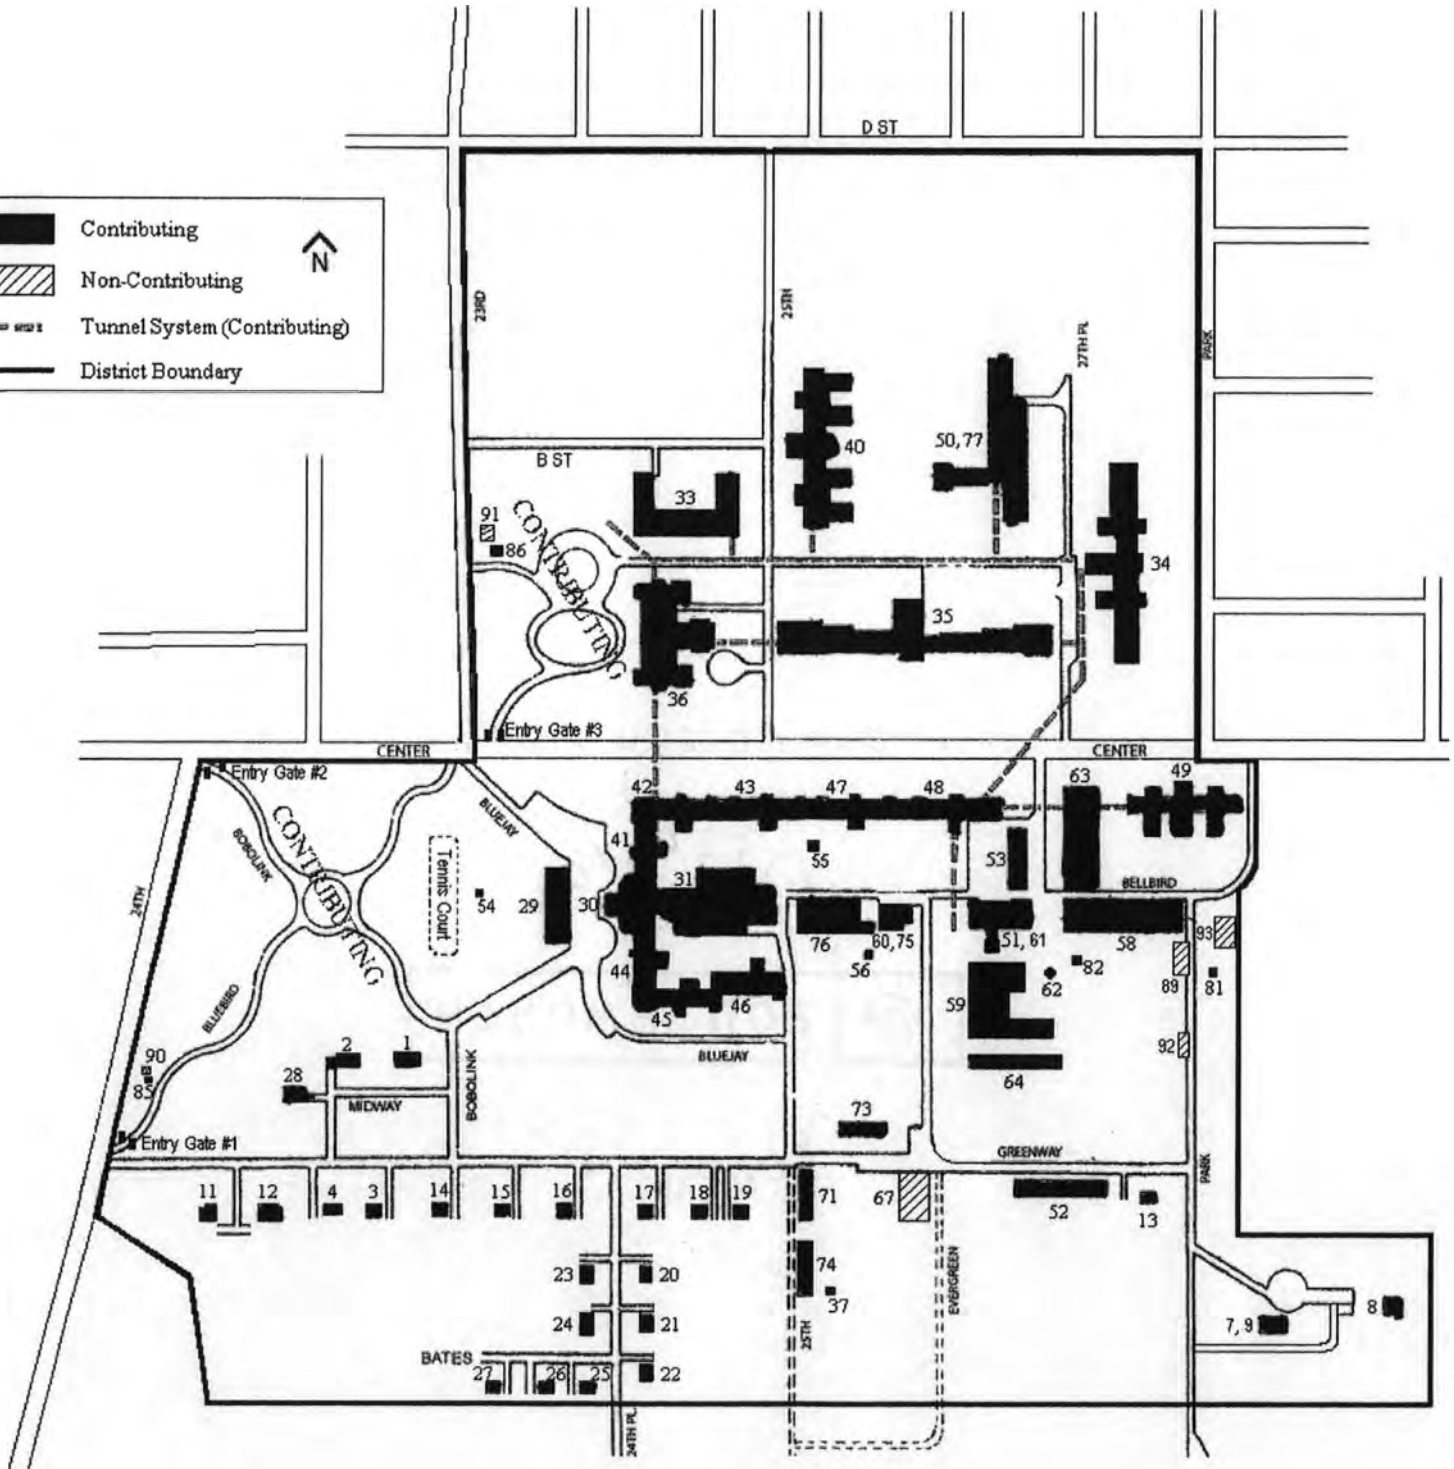 D ST
Contributing
N
Non-Contributing
Tunnel System (Contributing)
District Boundary
23RD
25TH
27TH PL
PARK
40
50,77
B ST
33
91
86
CONTRIBUTING
34
35
36
Entry Gate #3
CENTER
CENTER
Entry Gate #2
42
43
47
48
63
49
BLUEJAY
BOBOLINK
CONTRIBUTING
Tennis Court
41
55
53
24TH
54
29
30
31
BELLBIRD
76
60,75
51, 61
58
93
56
82
89
81
44
45
46
59
62
BLUEBIRD
BLUEJAY
92
90
85
2
1
28
MIDWAY
BOBOLINK
64
73
Entry Gate #1
GREENWAY
PARK
11
12
4
3
14
15
16
17
18
19
71
67
52
13
23
20
74
37
EVERGREEN
24
21
25TH
7, 9
8
BATES
27
26
25
22
24TH PL.